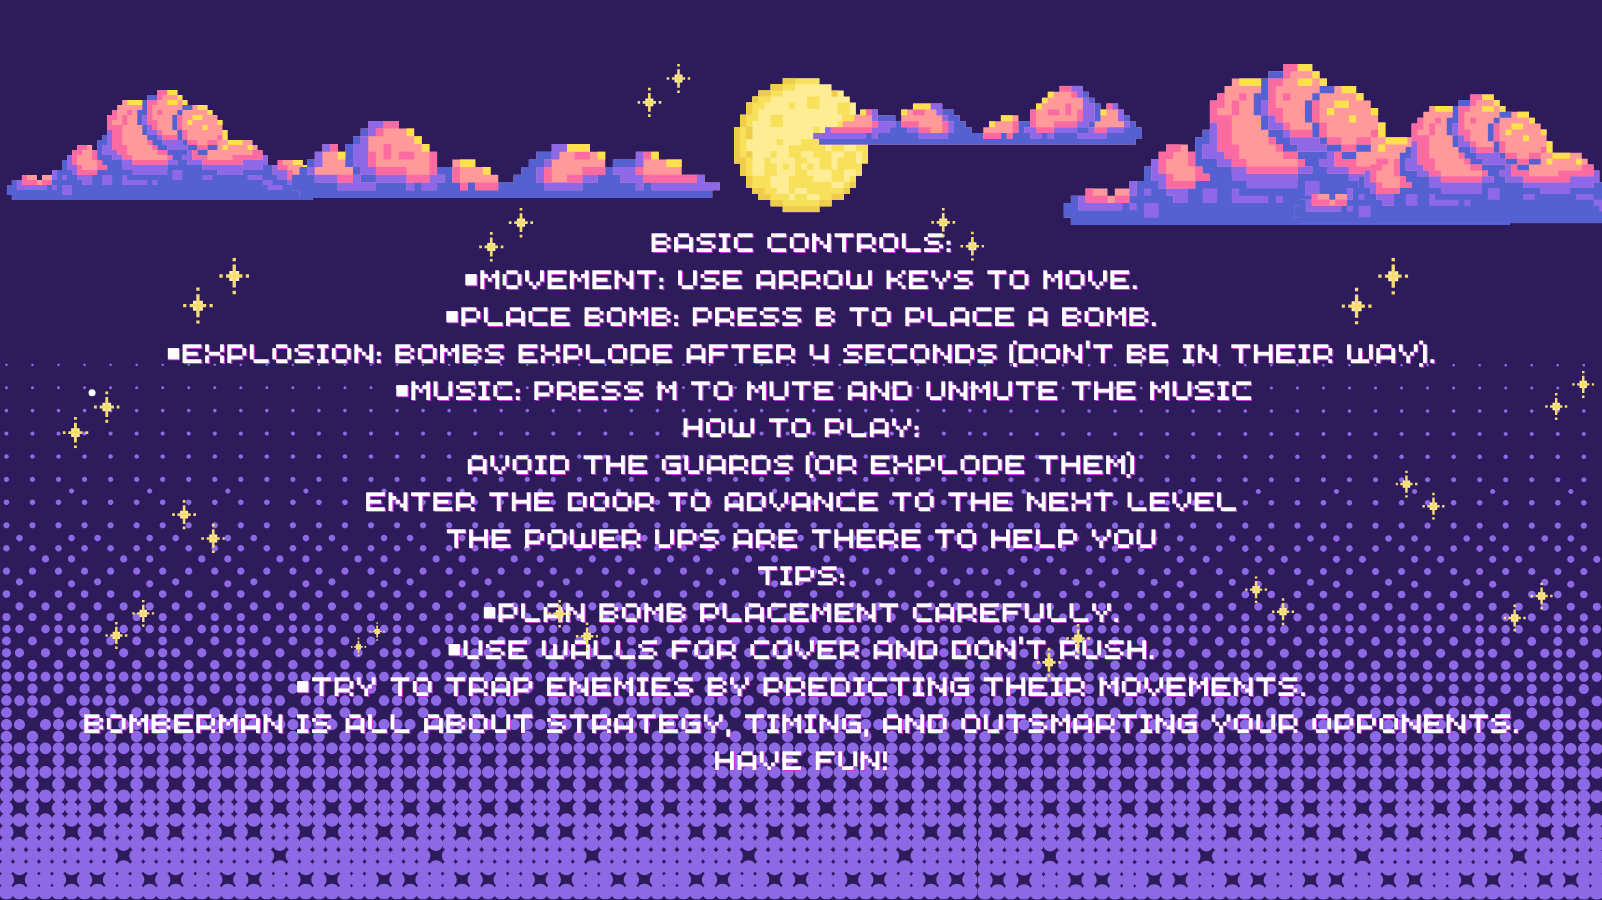 BASIC CONTROLS:
▪MOVEMENT: USE ARROW KEYS TO MOVE.
▪PLACE BOMB: PRESS B TO PLACE A BOMB.
▪EXPLOSION: BOMBS EXPLODE AFTER 4 SECONDS (DON'T BE IN THEIR WAY).
▪MUSIC: PRESS M TO MUTE AND UNMUTE THE MUSIC
HOW TO PLAY:
AVOID THE GUARDS (OR EXPLODE THEM)
ENTER THE DOOR TO ADVANCE TO THE NEXT LEVEL
THE POWER UPS ARE THERE TO HELP YOU
TIPS:
▪PLAN BOMB PLACEMENT CAREFULLY.
▪USE WALLS FOR COVER AND DON'T RUSH.
▪TRY TO TRAP ENEMIES BY PREDICTING THEIR MOVEMENTS.
BOMBERMAN IS ALL ABOUT STRATEGY, TIMING, AND OUTSMARTING YOUR OPPONENTS.
HAVE FUN!